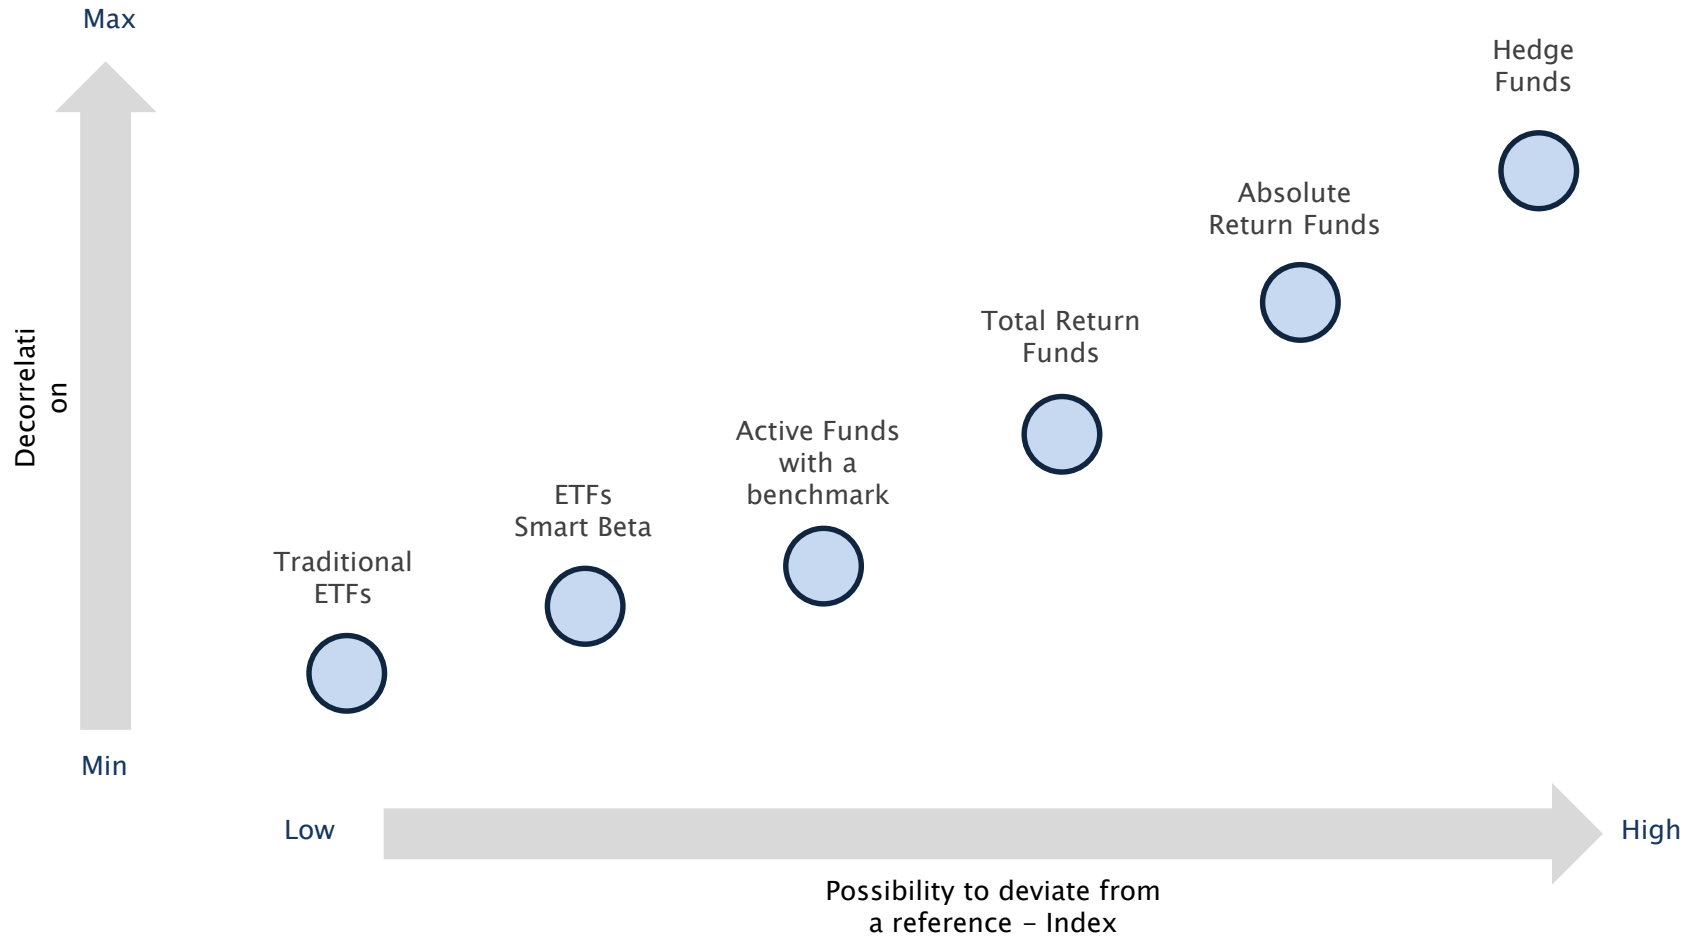 Max
Hedge
Funds
Absolute
Return Funds
Total Return
Funds
Decorrelati
on
Active Funds
with a
benchmark
ETFs
Smart Beta
Traditional
ETFs
Min
Low
High
Possibility to deviate from
a reference – Index